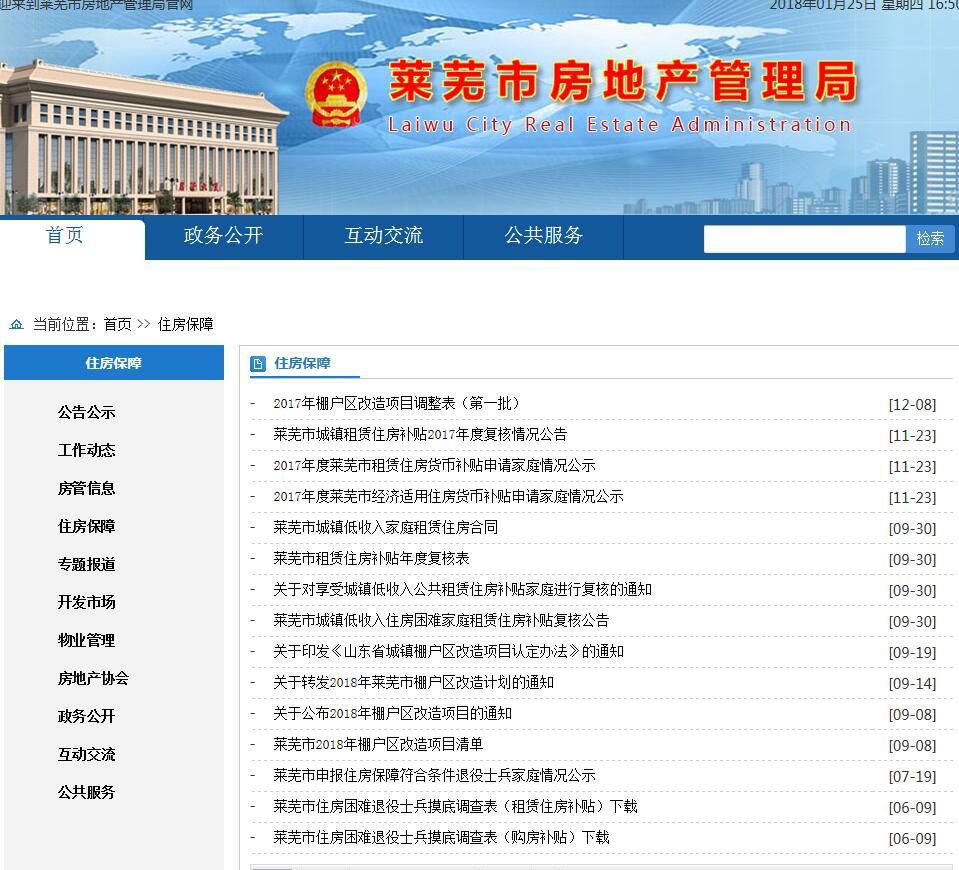 迎来到莱芜市房地产管理局官网
2018年01月25日 星期四 16:50
莱芜市房地产管理局
Laiwu City Real Estate Administration
首页 政务公开 互动交流 公共服务 检索
当前位置：首页 >> 住房保障
住房保障
公告公示
工作动态
房管信息
住房保障
专题报道
开发市场
物业管理
房地产协会
政务公开
互动交流
公共服务
住房保障
- 2017年棚户区改造项目调整表（第一批） [12-08]
- 莱芜市城镇租赁住房补贴2017年度复核情况公告 [11-23]
- 2017年度莱芜市租赁住房货币补贴申请家庭情况公示 [11-23]
- 2017年度莱芜市经济适用住房货币补贴申请家庭情况公示 [11-23]
- 莱芜市城镇低收入家庭租赁住房合同 [09-30]
- 莱芜市租赁住房补贴年度复核表 [09-30]
- 关于对享受城镇低收入公共租赁住房补贴家庭进行复核的通知 [09-30]
- 莱芜市城镇低收入住房困难家庭租赁住房补贴复核公告 [09-30]
- 关于印发《山东省城镇棚户区改造项目认定办法》的通知 [09-19]
- 关于转发2018年莱芜市棚户区改造计划的通知 [09-14]
- 关于公布2018年棚户区改造项目的通知 [09-08]
- 莱芜市2018年棚户区改造项目清单 [09-08]
- 莱芜市申报住房保障符合条件退役士兵家庭情况公示 [07-19]
- 莱芜市住房困难退役士兵摸底调查表（租赁住房补贴）下载 [06-09]
- 莱芜市住房困难退役士兵摸底调查表（购房补贴）下载 [06-09]